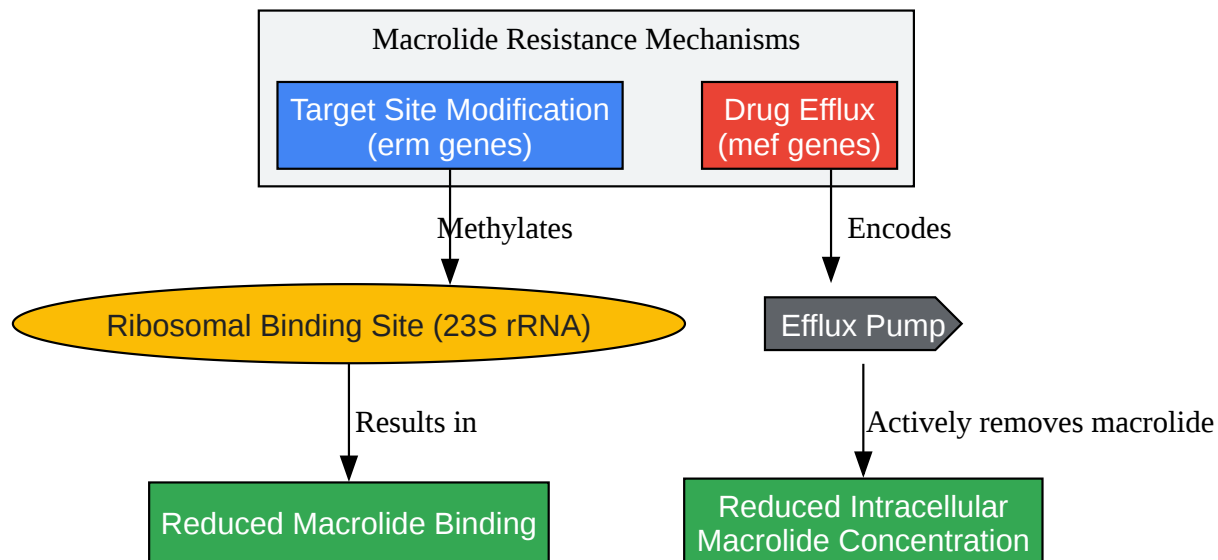 Macrolide Resistance Mechanisms
Target Site Modification
(erm genes)
Drug Efflux
(mef genes)
Methylates
Encodes
Ribosomal Binding Site (23S rRNA)
Efflux Pump
Results in
Actively removes macrolide
Reduced Macrolide Binding
Reduced Intracellular
Macrolide Concentration